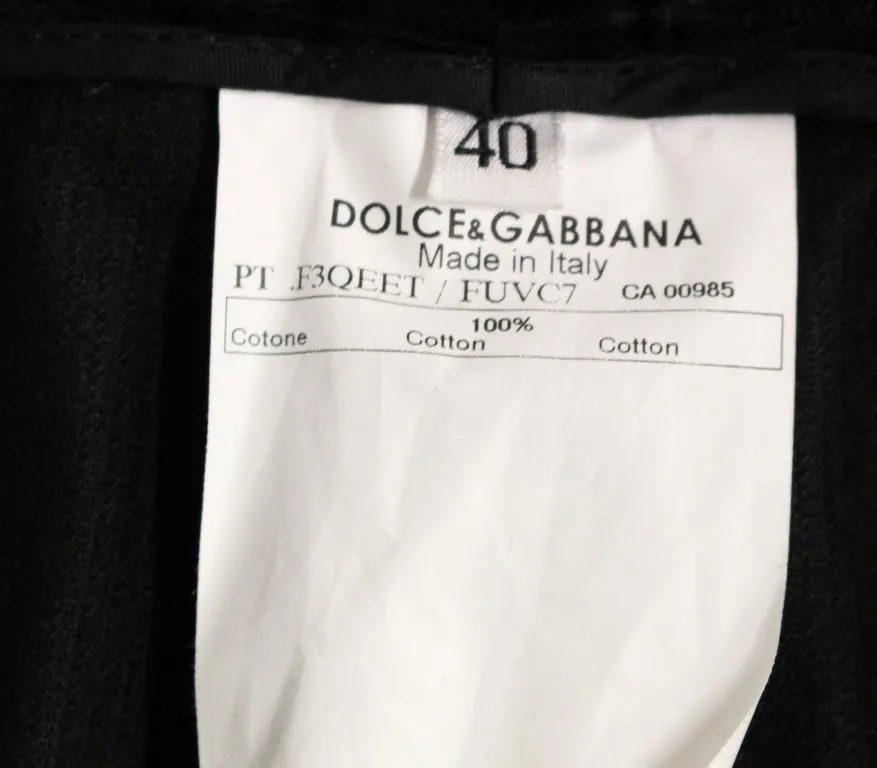 40
DOLCE&GABBANA
Made in Italy
PT .F3QEET / FUVC7 CA 00985
100%
Cotone Cotton Cotton